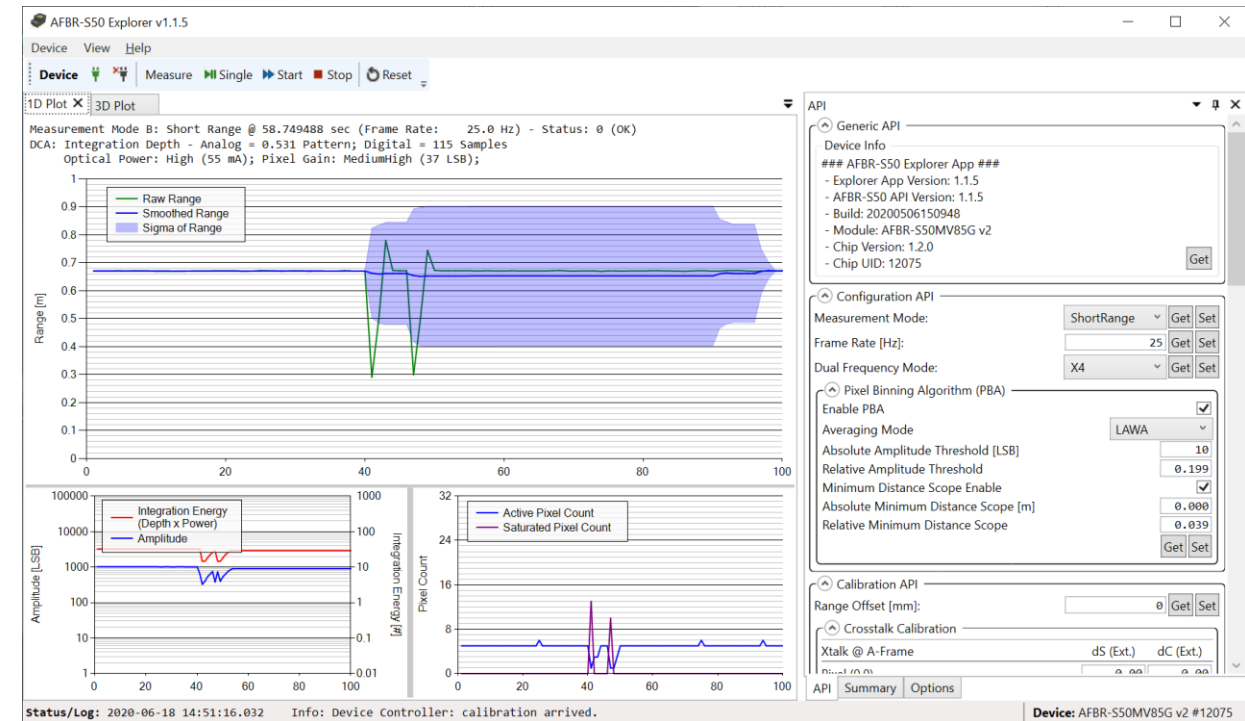 AFBR-S50 Explorer v1.1.5
Device View Help
Device Measure Single Start Stop Reset
1D Plot 3D Plot
Measurement Mode B: Short Range @ 58.749488 sec (Frame Rate: 25.0 Hz) - Status: 0 (OK)
DCA: Integration Depth - Analog = 0.531 Pattern; Digital = 115 Samples
Optical Power: High (55 mA); Pixel Gain: MediumHigh (37 LSB);
Raw Range
Smoothed Range
Sigma of Range
Range [m]
1
0.9
0.8
0.7
0.6
0.5
0.4
0.3
0.2
0.1
0
0 20 40 60 80 100
Integration Energy
(Depth x Power)
Amplitude
Amplitude [LSB]
100000
10000
1000
100
10
1
Integration Energy [#]
1000
100
10
1
0.1
0.01
0 20 40 60 80 100
Active Pixel Count
Saturated Pixel Count
Pixel Count
32
24
16
8
0
0 20 40 60 80 100
API
Generic API
Device Info
### AFBR-S50 Explorer App ###
- Explorer App Version: 1.1.5
- AFBR-S50 API Version: 1.1.5
- Build: 20200506150948
- Module: AFBR-S50MV85G v2
- Chip Version: 1.2.0
- Chip UID: 12075
Get
Configuration API
Measurement Mode: ShortRange Get Set
Frame Rate [Hz]: 25 Get Set
Dual Frequency Mode: X4 Get Set
Pixel Binning Algorithm (PBA)
Enable PBA
Averaging Mode LAWA
Absolute Amplitude Threshold [LSB] 10
Relative Amplitude Threshold 0.199
Minimum Distance Scope Enable
Absolute Minimum Distance Scope [m] 0.000
Relative Minimum Distance Scope 0.039
Get Set
Calibration API
Range Offset [mm]: 0 Get Set
Crosstalk Calibration
Xtalk @ A-Frame dS (Ext.) dC (Ext.)
API Summary Options
Status/Log: 2020-06-18 14:51:16.032 Info: Device Controller: calibration arrived.
Device: AFBR-S50MV85G v2 #12075